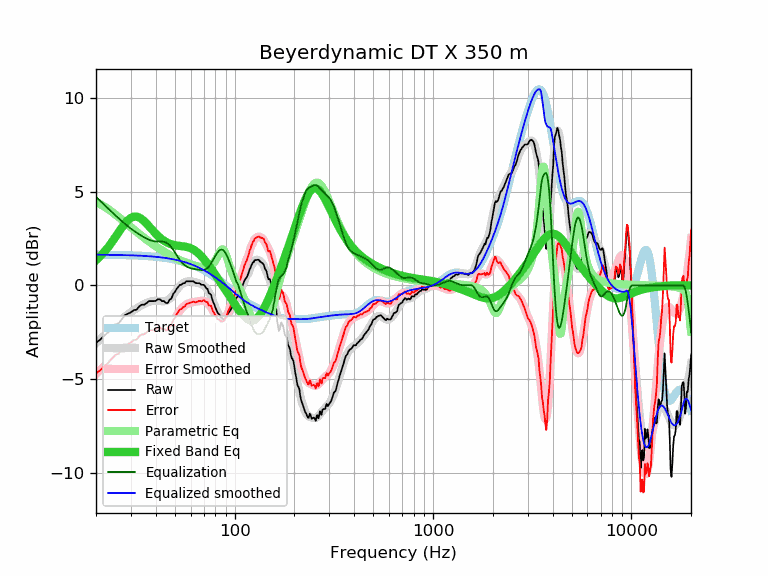 Beyerdynamic DT X 350 m
Amplitude (dBr)
10
5
0
−5
−10
Target
Raw Smoothed
Error Smoothed
Raw
Error
Parametric Eq
Fixed Band Eq
Equalization
Equalized smoothed
100
1000
10000
Frequency (Hz)